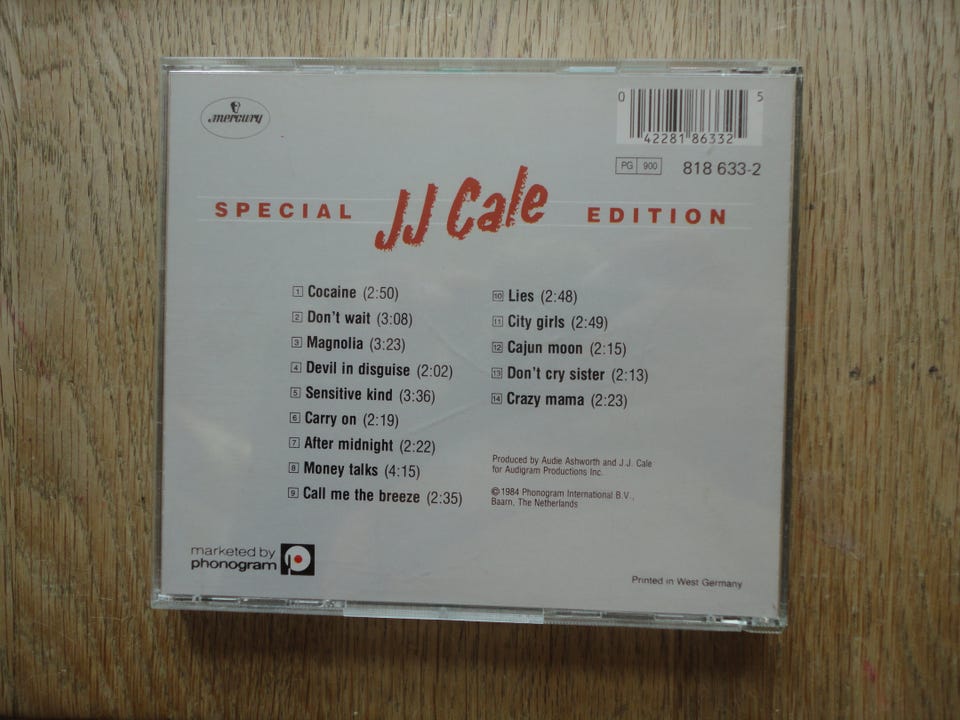 mercury
0 42281 86332 5
PG 900 818 633-2
SPECIAL JJ Cale EDITION
1 Cocaine (2:50)
2 Don't wait (3:08)
3 Magnolia (3:23)
4 Devil in disguise (2:02)
5 Sensitive kind (3:36)
6 Carry on (2:19)
7 After midnight (2:22)
8 Money talks (4:15)
9 Call me the breeze (2:35)
10 Lies (2:48)
11 City girls (2:49)
12 Cajun moon (2:15)
13 Don't cry sister (2:13)
14 Crazy mama (2:23)
Produced by Audie Ashworth and J.J. Cale
for Audigram Productions Inc.
©1984 Phonogram International B.V.,
Baarn, The Netherlands
marketed by
phonogram
Printed in West Germany